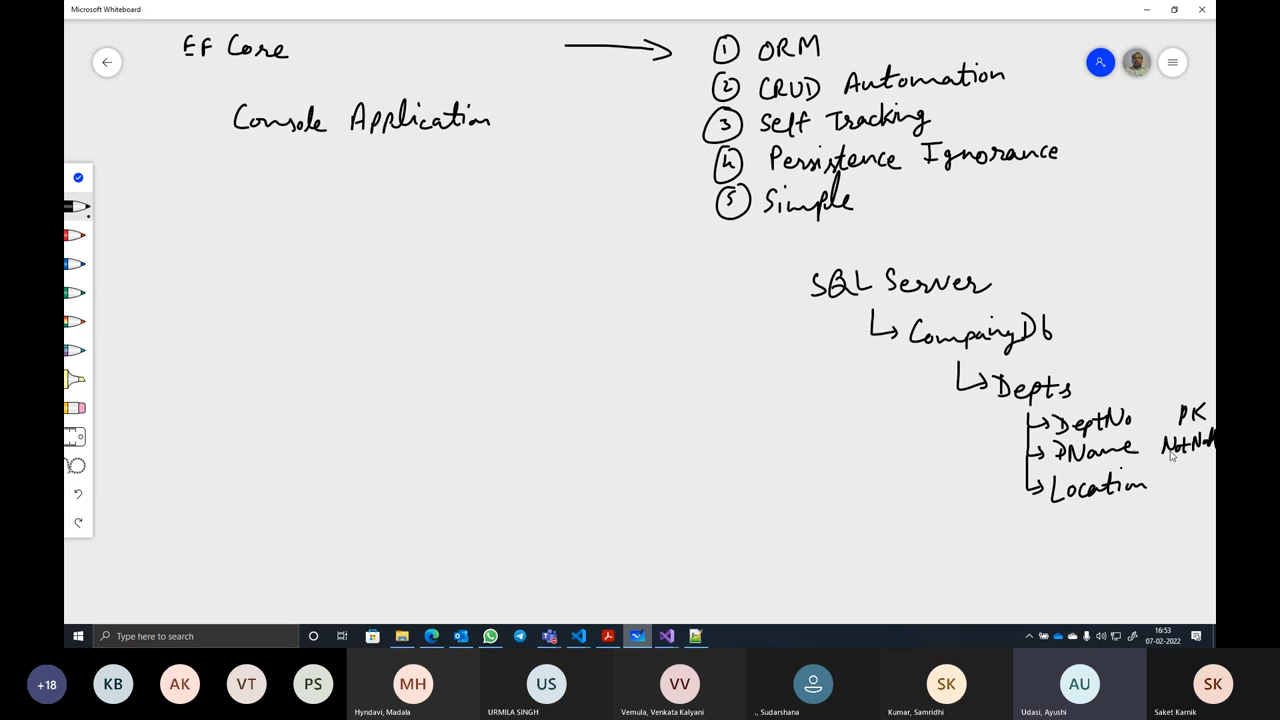 Microsoft Whiteboard
EF Core
Console Application
1 ORM
2 CRUD Automation
3 Self Tracking
4 Persistence Ignorance
5 Simple
SQL Server
CompainyDb
Depts
DeptNo PK
DName NotNull
Location
Type here to search
16:53
07-02-2022
+18
KB
AK
VT
PS
MH
US
VV
SK
AU
SK
Hyndavi, Madala
URMILA SINGH
Vemula, Venkata Kalyani
., Sudarshana
Kumar, Samridhi
Udasi, Ayushi
Saket Karnik